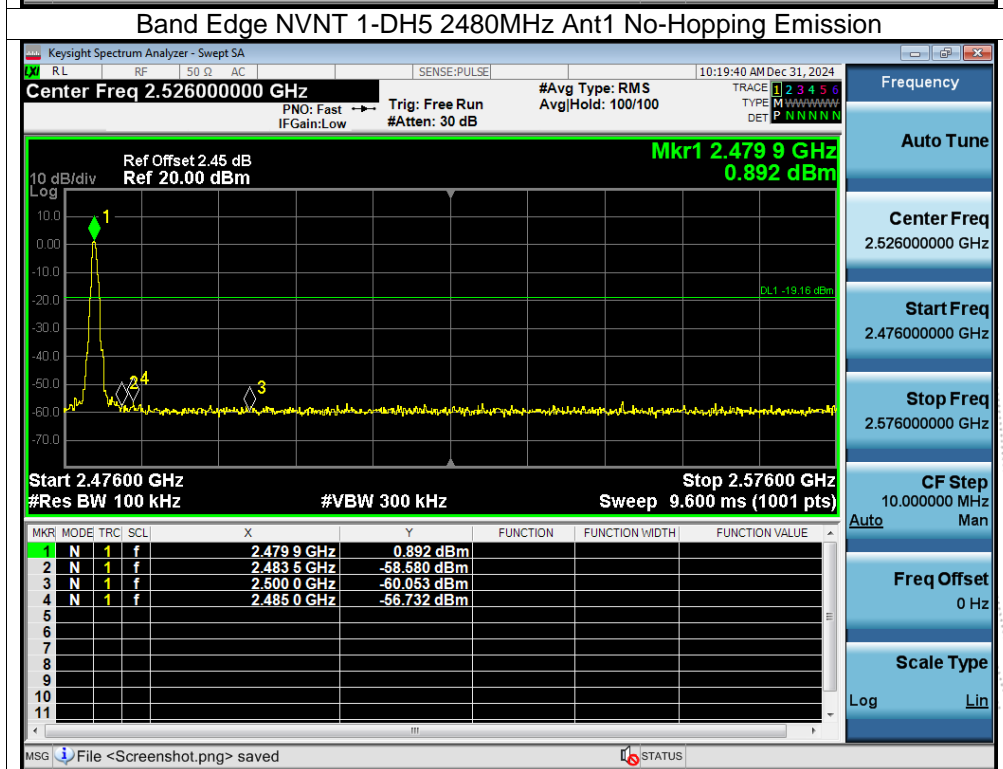 Band Edge NVNT 1-DH5 2480MHz Ant1 No-Hopping Emission
Keysight Spectrum Analyzer - Swept SA
LXI RL RF 50 Ω AC SENSE:PULSE 10:19:40 AM Dec 31, 2024
Center Freq 2.526000000 GHz #Avg Type: RMS TRACE 1 2 3 4 5 6
PNO: Fast Trig: Free Run Avg|Hold: 100/100 TYPE M WWWWW
IFGain:Low #Atten: 30 dB DET P N N N N N
Frequency
Auto Tune
Center Freq
2.526000000 GHz
Start Freq
2.476000000 GHz
Stop Freq
2.576000000 GHz
CF Step
10.000000 MHz
Auto Man
Freq Offset
0 Hz
Scale Type
Log Lin
Ref Offset 2.45 dB Mkr1 2.479 9 GHz
10 dB/div Ref 20.00 dBm 0.892 dBm
Log
10.0
1
0.00
-10.0
DL1 -19.16 dBm
-20.0
-30.0
-40.0
-50.0
2 4 3
-60.0
-70.0
Start 2.47600 GHz Stop 2.57600 GHz
#Res BW 100 kHz #VBW 300 kHz Sweep 9.600 ms (1001 pts)
MKR MODE TRC SCL X Y FUNCTION FUNCTION WIDTH FUNCTION VALUE
1 N 1 f 2.479 9 GHz 0.892 dBm
2 N 1 f 2.483 5 GHz -58.580 dBm
3 N 1 f 2.500 0 GHz -60.053 dBm
4 N 1 f 2.485 0 GHz -56.732 dBm
5
6
7
8
9
10
11
MSG File <Screenshot.png> saved STATUS